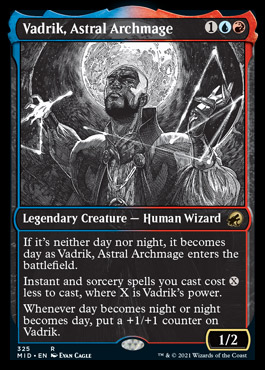 Vadrik, Astral Archmage 1
Legendary Creature — Human Wizard
If it's neither day nor night, it becomes
day as Vadrik, Astral Archmage enters the
battlefield.
Instant and sorcery spells you cast cost X
less to cast, where X is Vadrik's power.
Whenever day becomes night or night
becomes day, put a +1/+1 counter on
Vadrik.
1/2
325 R
MID • EN EVAN CAGLE
™ & © 2021 Wizards of the Coast